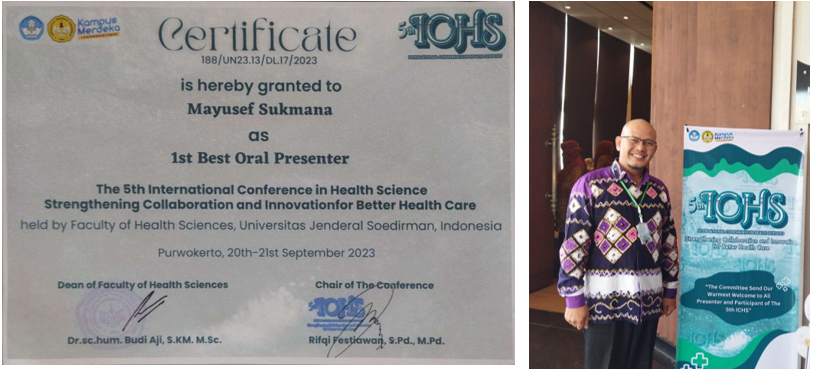 Kampus
Merdeka
INDONESIA JAYA
Certificate
188/UN23.13/DL.17/2023
5th ICHS
is hereby granted to
Mayusef Sukmana
as
1st Best Oral Presenter
The 5th International Conference in Health Science
Strengthening Collaboration and Innovationfor Better Health Care
held by Faculty of Health Sciences, Universitas Jenderal Soedirman, Indonesia
Purwokerto, 20th-21st September 2023
Dean of Faculty of Health Sciences
Dr.sc.hum. Budi Aji, S.KM. M.Sc.
Chair of The Conference
ICHS
Rifqi Festiawan, S.Pd., M.Pd.
5th ICHS
Strengthening Collaboration and Innovatio
for Better Health Care
"The Committee Send Our
Warmest Welcome to All
Presenter and Participant of The
5th ICHS"